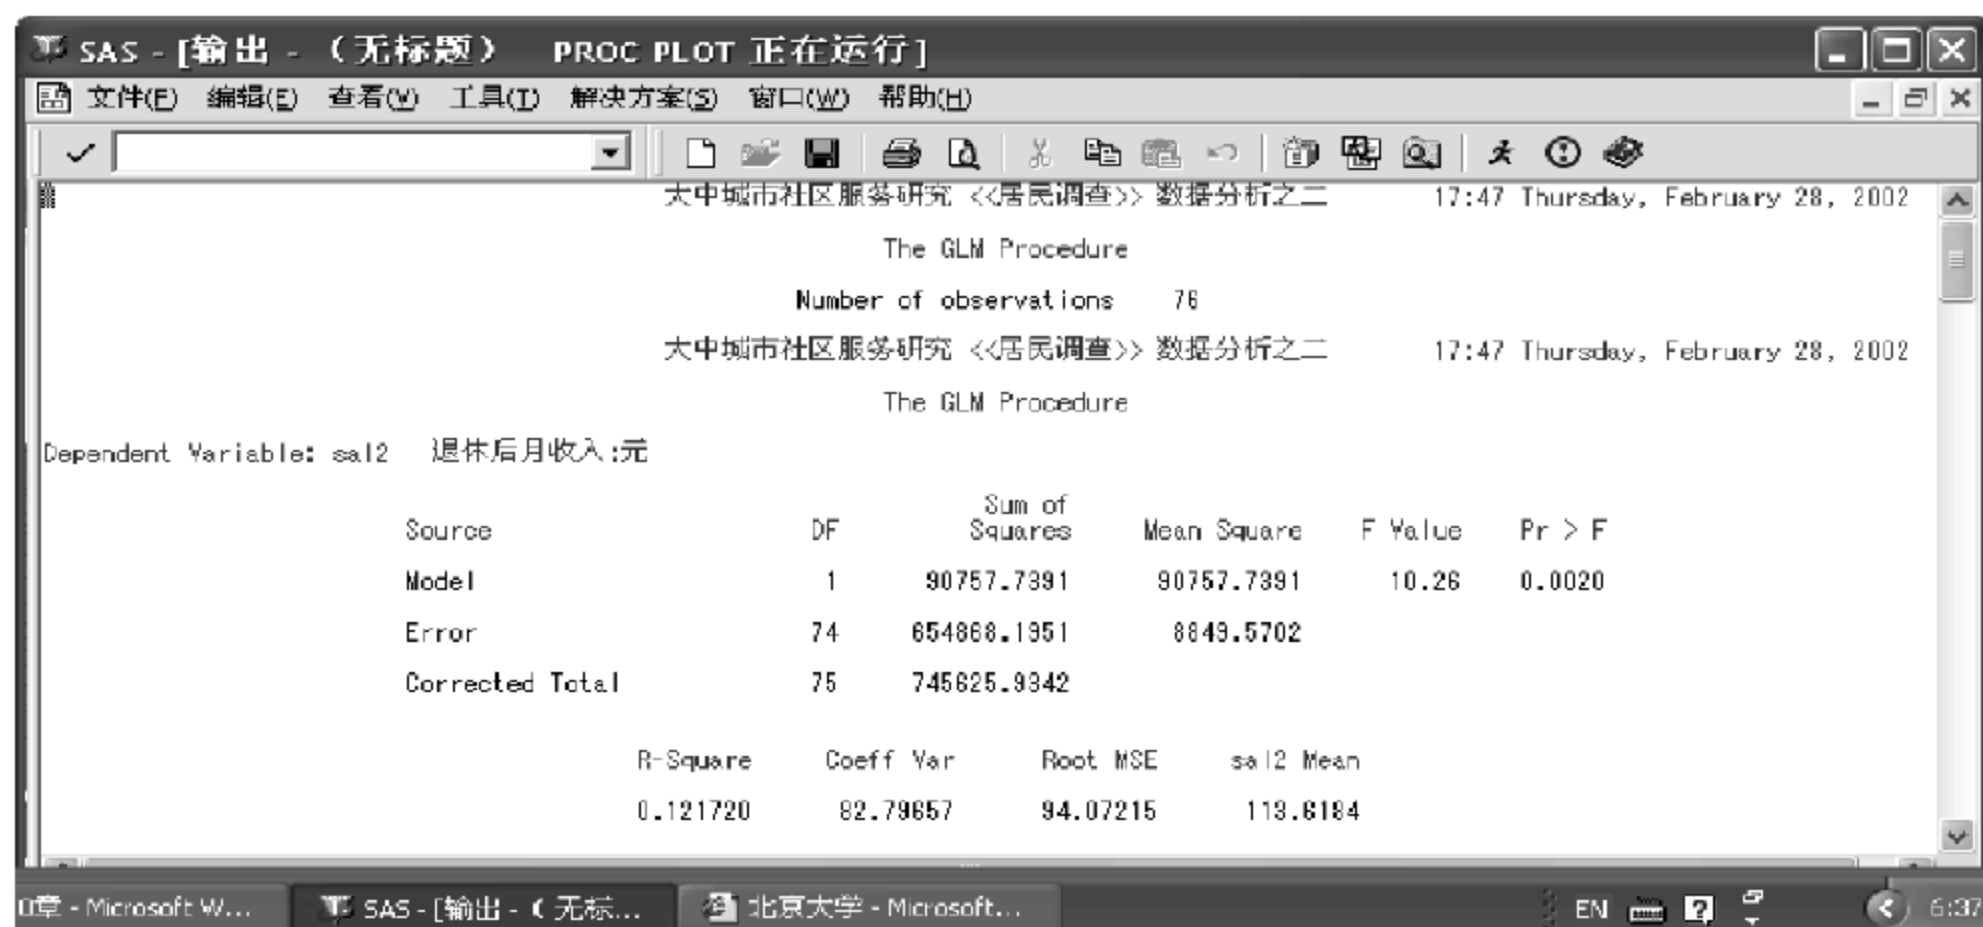 SAS - [输出 - （无标题） PROC PLOT 正在运行]
文件(F) 编辑(E) 查看(V) 工具(T) 解决方案(S) 窗口(W) 帮助(H)
大中城市社区服务研究 <<居民调查>> 数据分析之二 17:47 Thursday, February 28, 2002
The GLM Procedure
Number of observations 76
大中城市社区服务研究 <<居民调查>> 数据分析之二 17:47 Thursday, February 28, 2002
The GLM Procedure
Dependent Variable: sal2 退休后月收入:元
Sum of
Source DF Squares Mean Square F Value Pr > F
Model 1 90757.7391 90757.7391 10.26 0.0020
Error 74 654868.1951 8849.5702
Corrected Total 75 745625.9342
R-Square Coeff Var Root MSE sal2 Mean
0.121720 82.79657 94.07215 113.6184
0章 - Microsoft W... SAS - [输出 - （无标... 北京大学 - Microsoft... EN 6:37